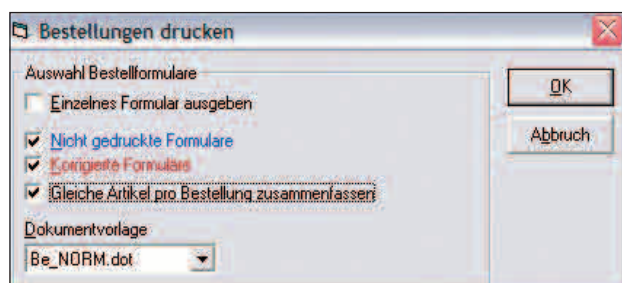 Bestellungen drucken
Auswahl Bestellformulare
Einzelnes Formular ausgeben
Nicht gedruckte Formulare
Korrigierte Formulare
Gleiche Artikel pro Bestellung zusammenfassen
Dokumentvorlage
Be_NORM.dot
OK
Abbruch